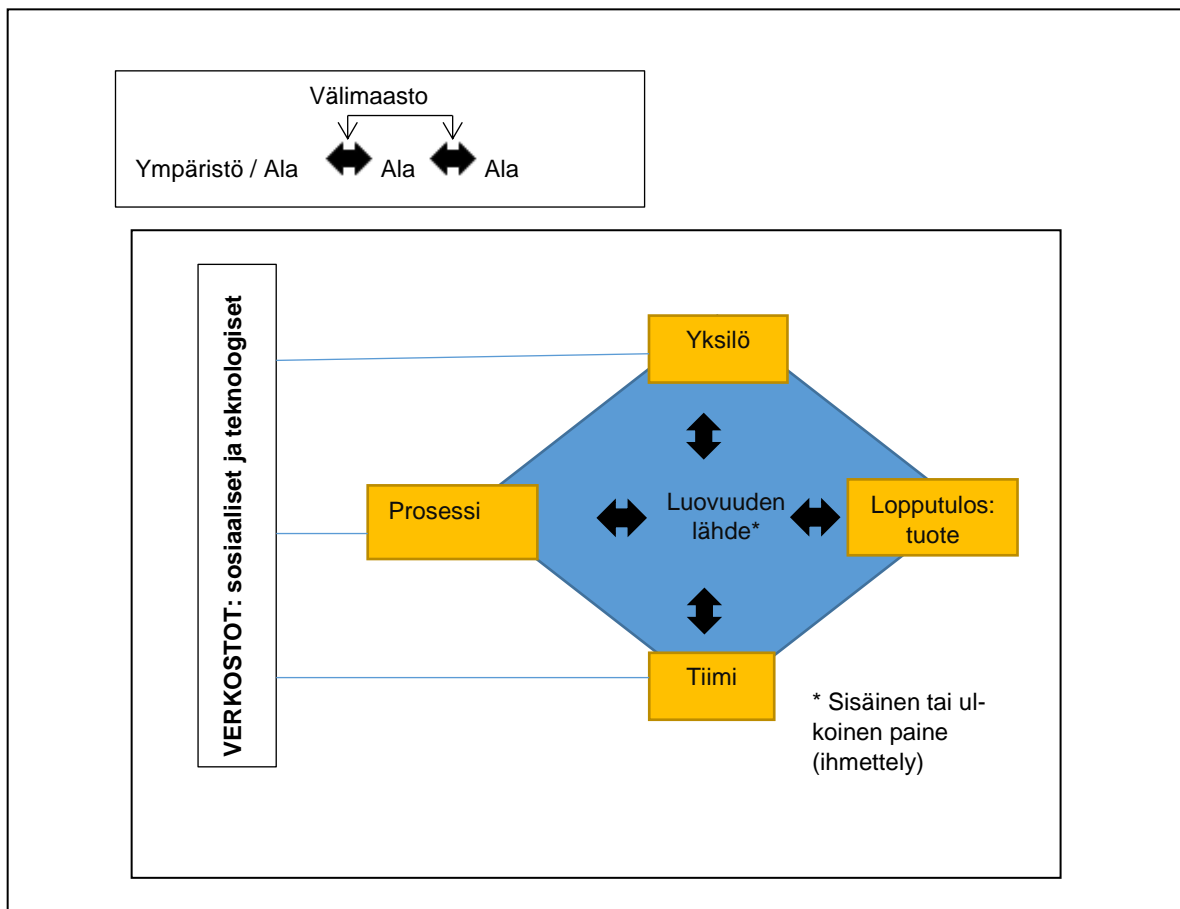 Välimaasto
Ympäristö / Ala
Ala
Ala
VERKOSTOT: sosiaaliset ja teknologiset
Yksilö
Prosessi
Luovuuden
lähde*
Lopputulos:
tuote
Tiimi
* Sisäinen tai ul-
koinen paine
(ihmettely)